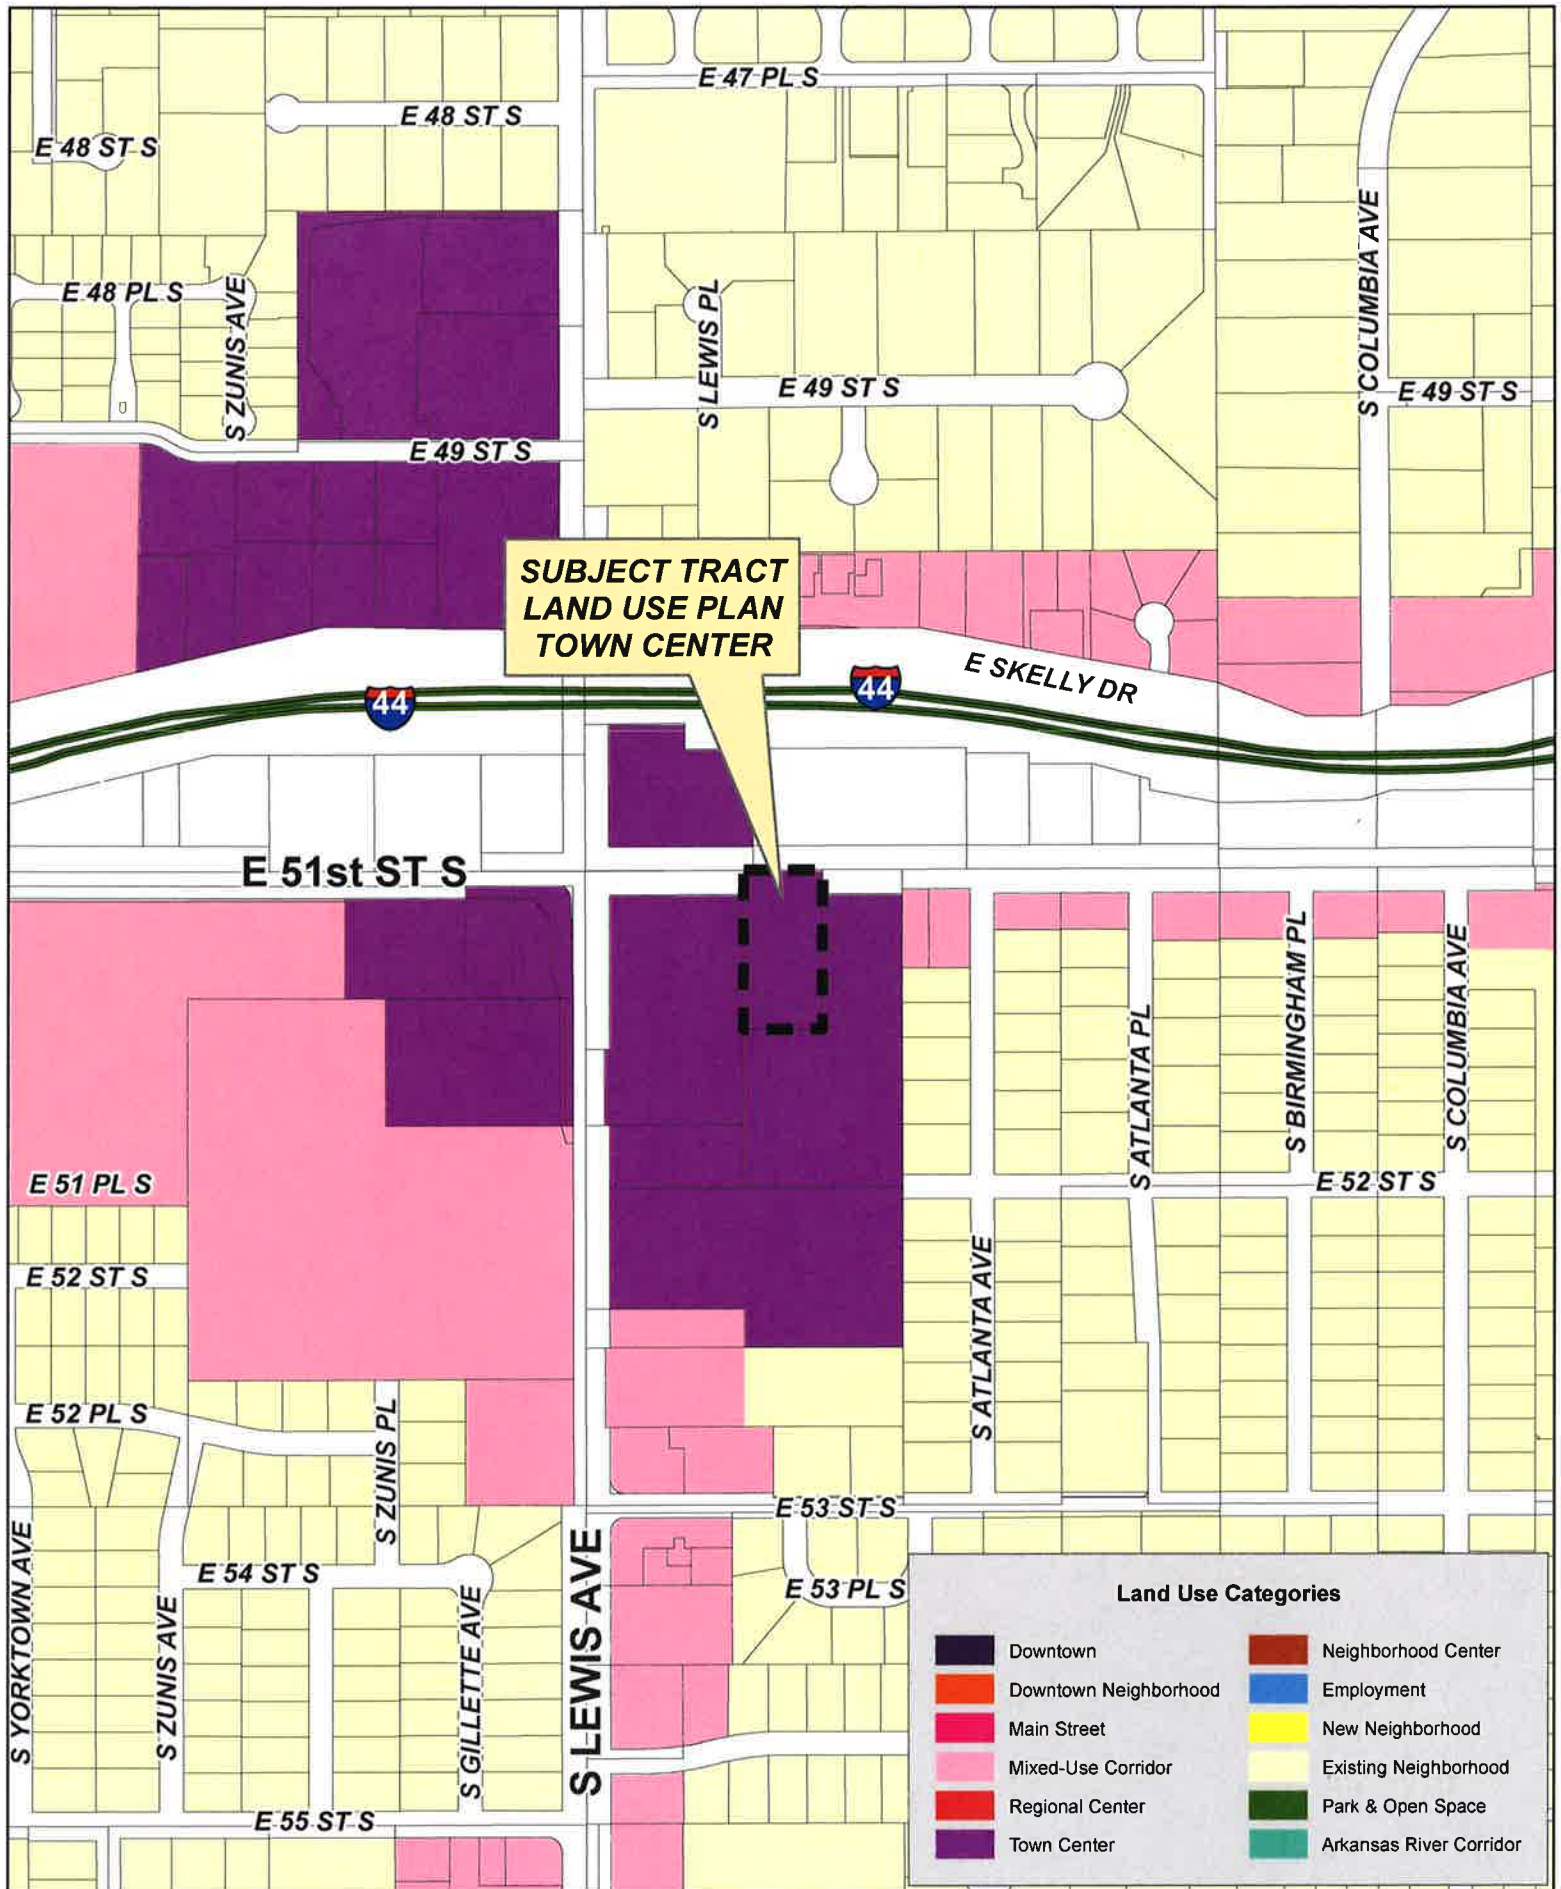 E 47 PL S
E 48 ST S
E 48 ST S
E 48 PL S
S ZUNIS AVE
S LEWIS PL
E 49 ST S
S COLUMBIA AVE
E 49 ST S
E 49 ST S
SUBJECT TRACT
LAND USE PLAN
TOWN CENTER
E SKELLY DR
44
44
E 51st ST S
S BIRMINGHAM PL
S COLUMBIA AVE
S ATLANTA PL
E 51 PL S
E 52 ST S
E 52 ST S
S ATLANTA AVE
E 52 PL S
S ZUNIS PL
E 53 ST S
S YORKTOWN AVE
S LEWIS AVE
E 54 ST S
E 53 PL S
S ZUNIS AVE
S GILLETTE AVE
E 55 ST S
Land Use Categories
Downtown
Downtown Neighborhood
Main Street
Mixed-Use Corridor
Regional Center
Town Center
Neighborhood Center
Employment
New Neighborhood
Existing Neighborhood
Park & Open Space
Arkansas River Corridor